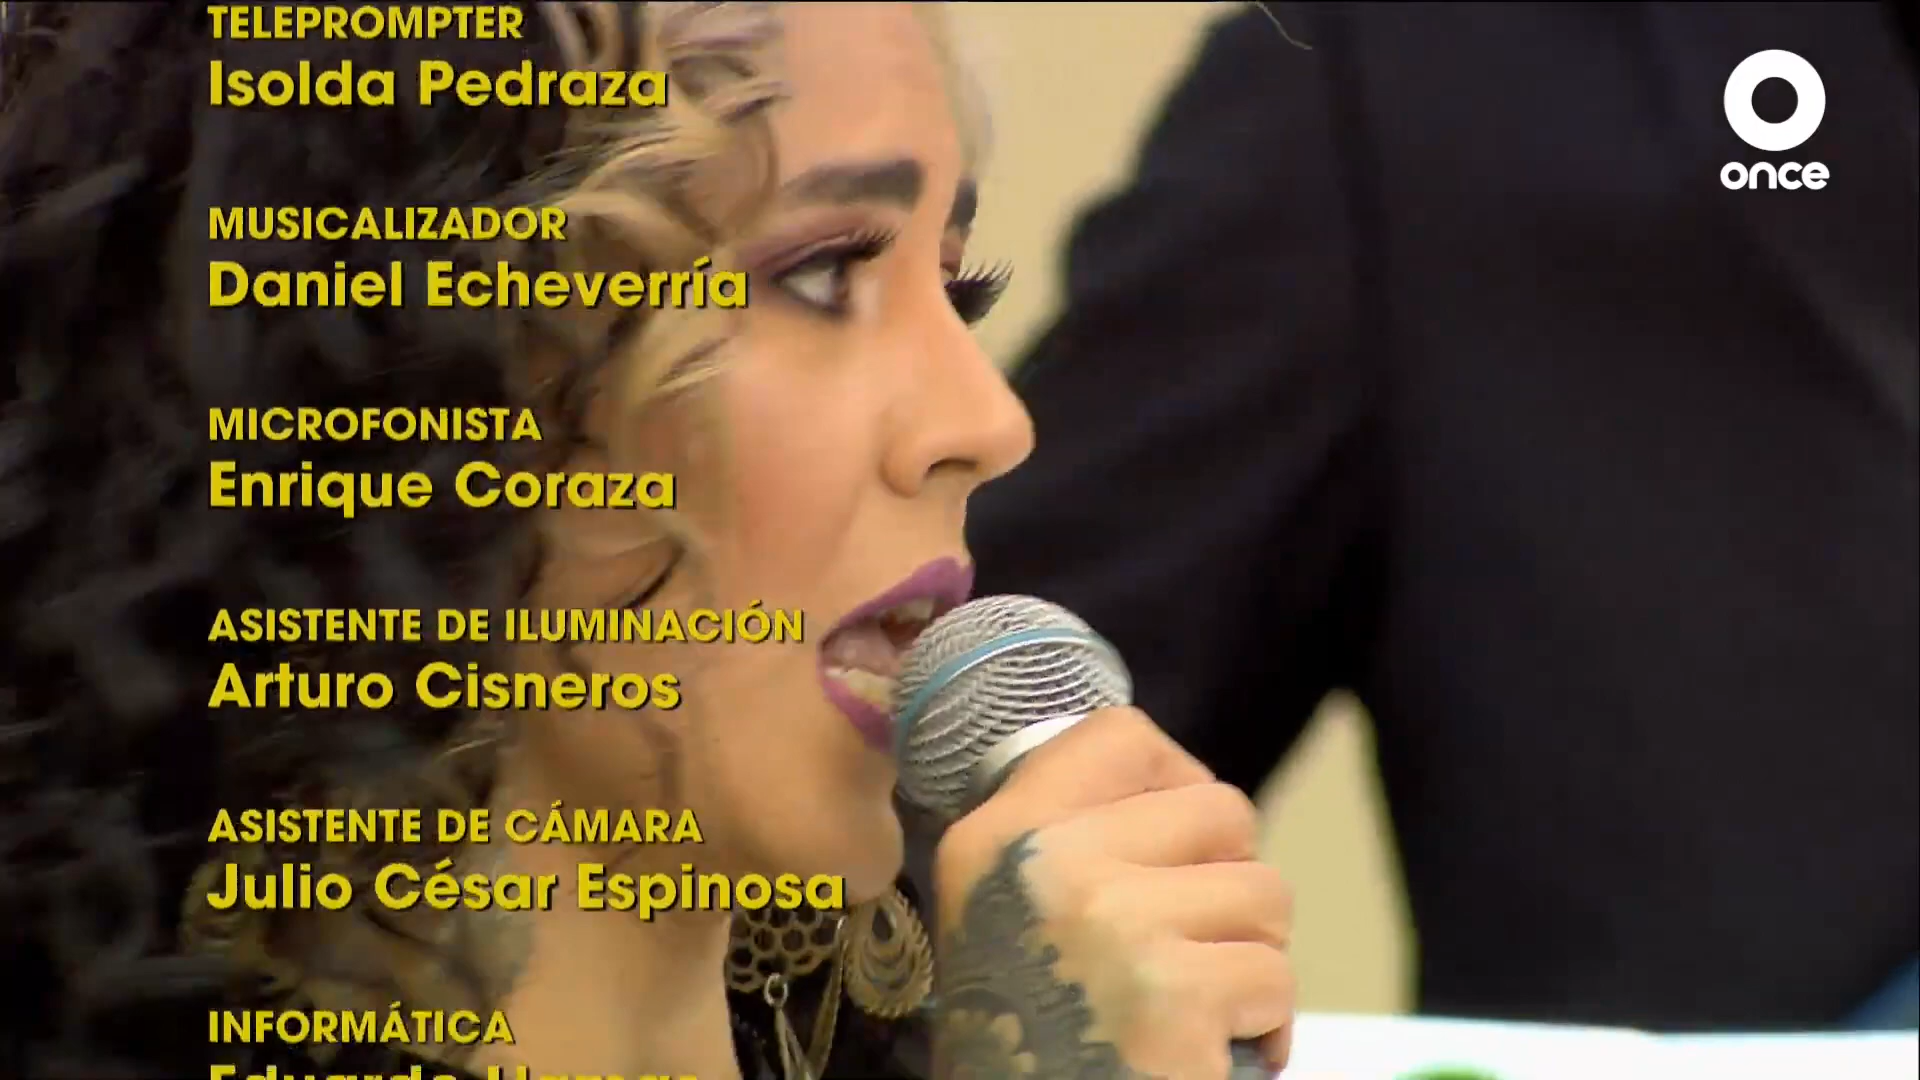 TELEPROMPTER
Isolda Pedraza
once
MUSICALIZADOR
Daniel Echeverría
MICROFONISTA
Enrique Coraza
ASISTENTE DE ILUMINACIÓN
Arturo Cisneros
ASISTENTE DE CÁMARA
Julio César Espinosa
INFORMÁTICA
Eduardo